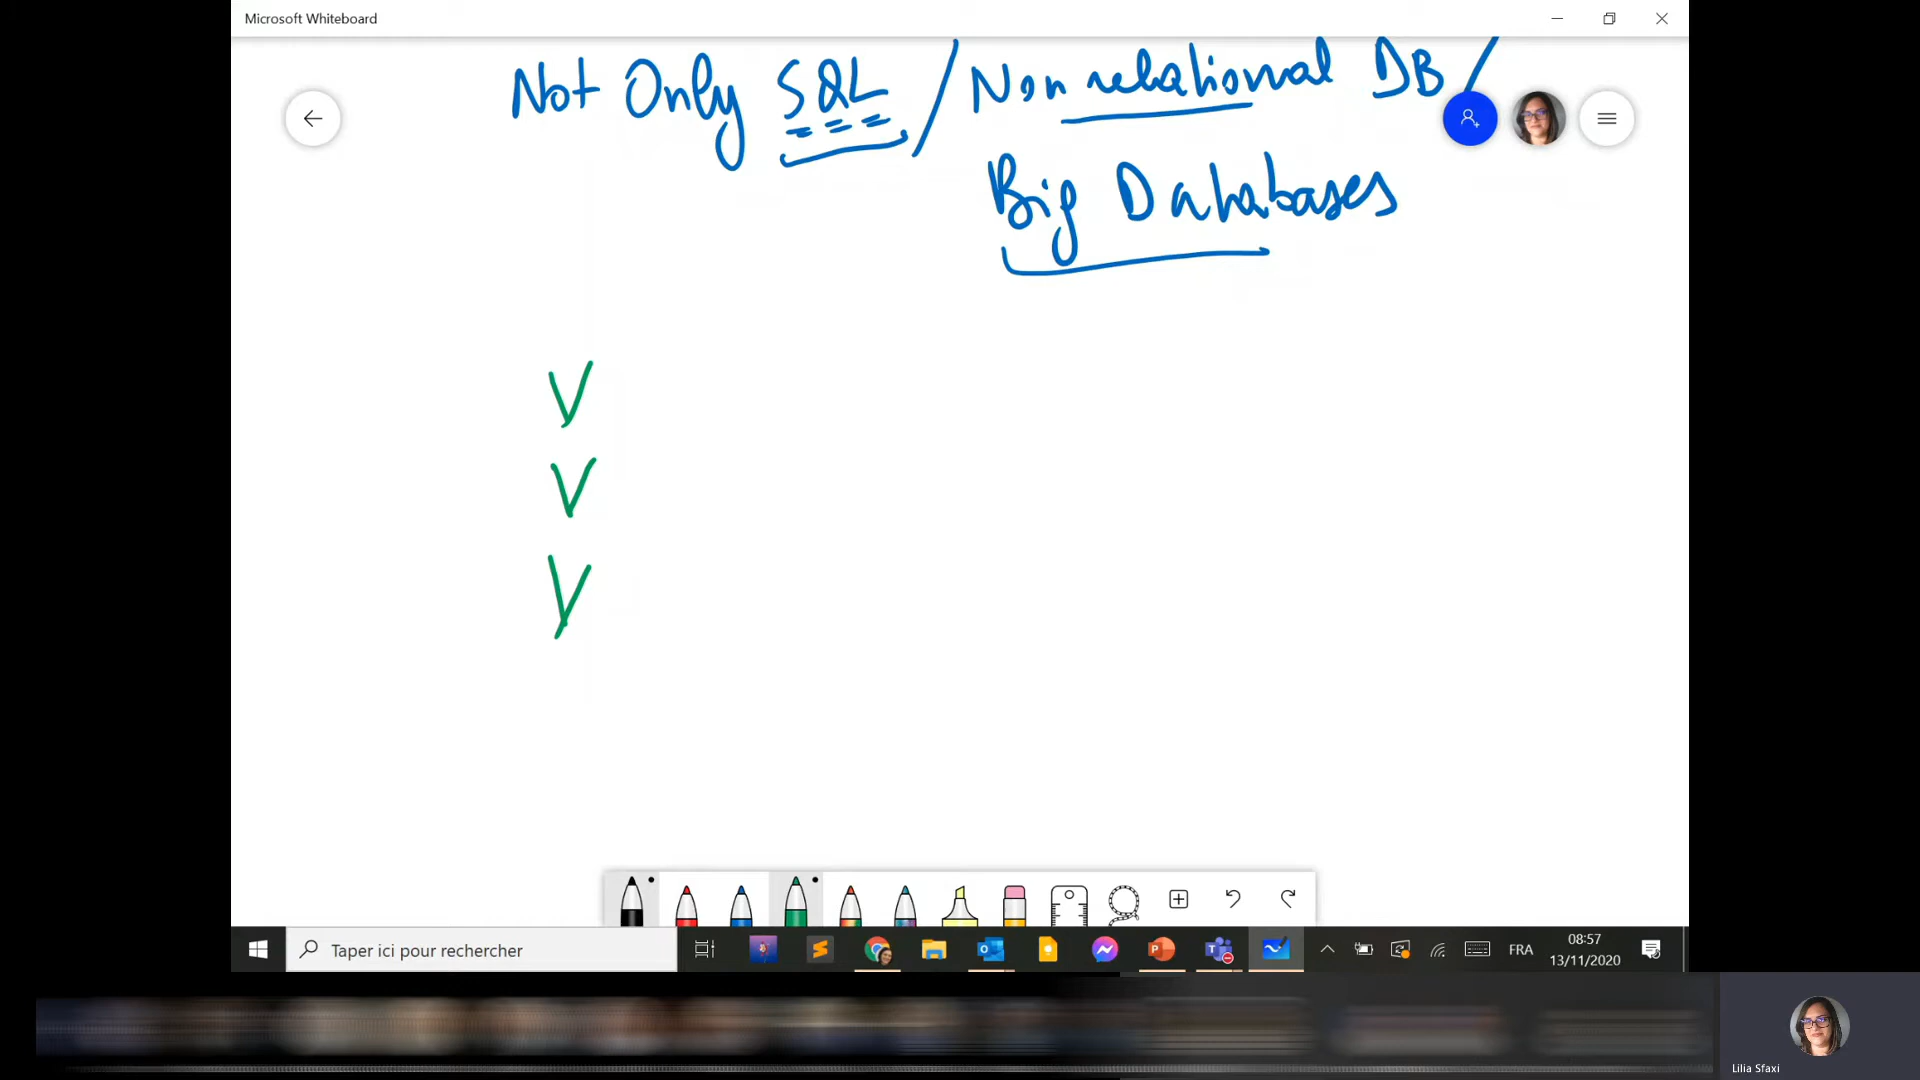 Microsoft Whiteboard
Not Only SQL / Non relational DB /
Big Databases
V
V
V
Taper ici pour rechercher
FRA
08:57
13/11/2020
Lilia Sfaxi